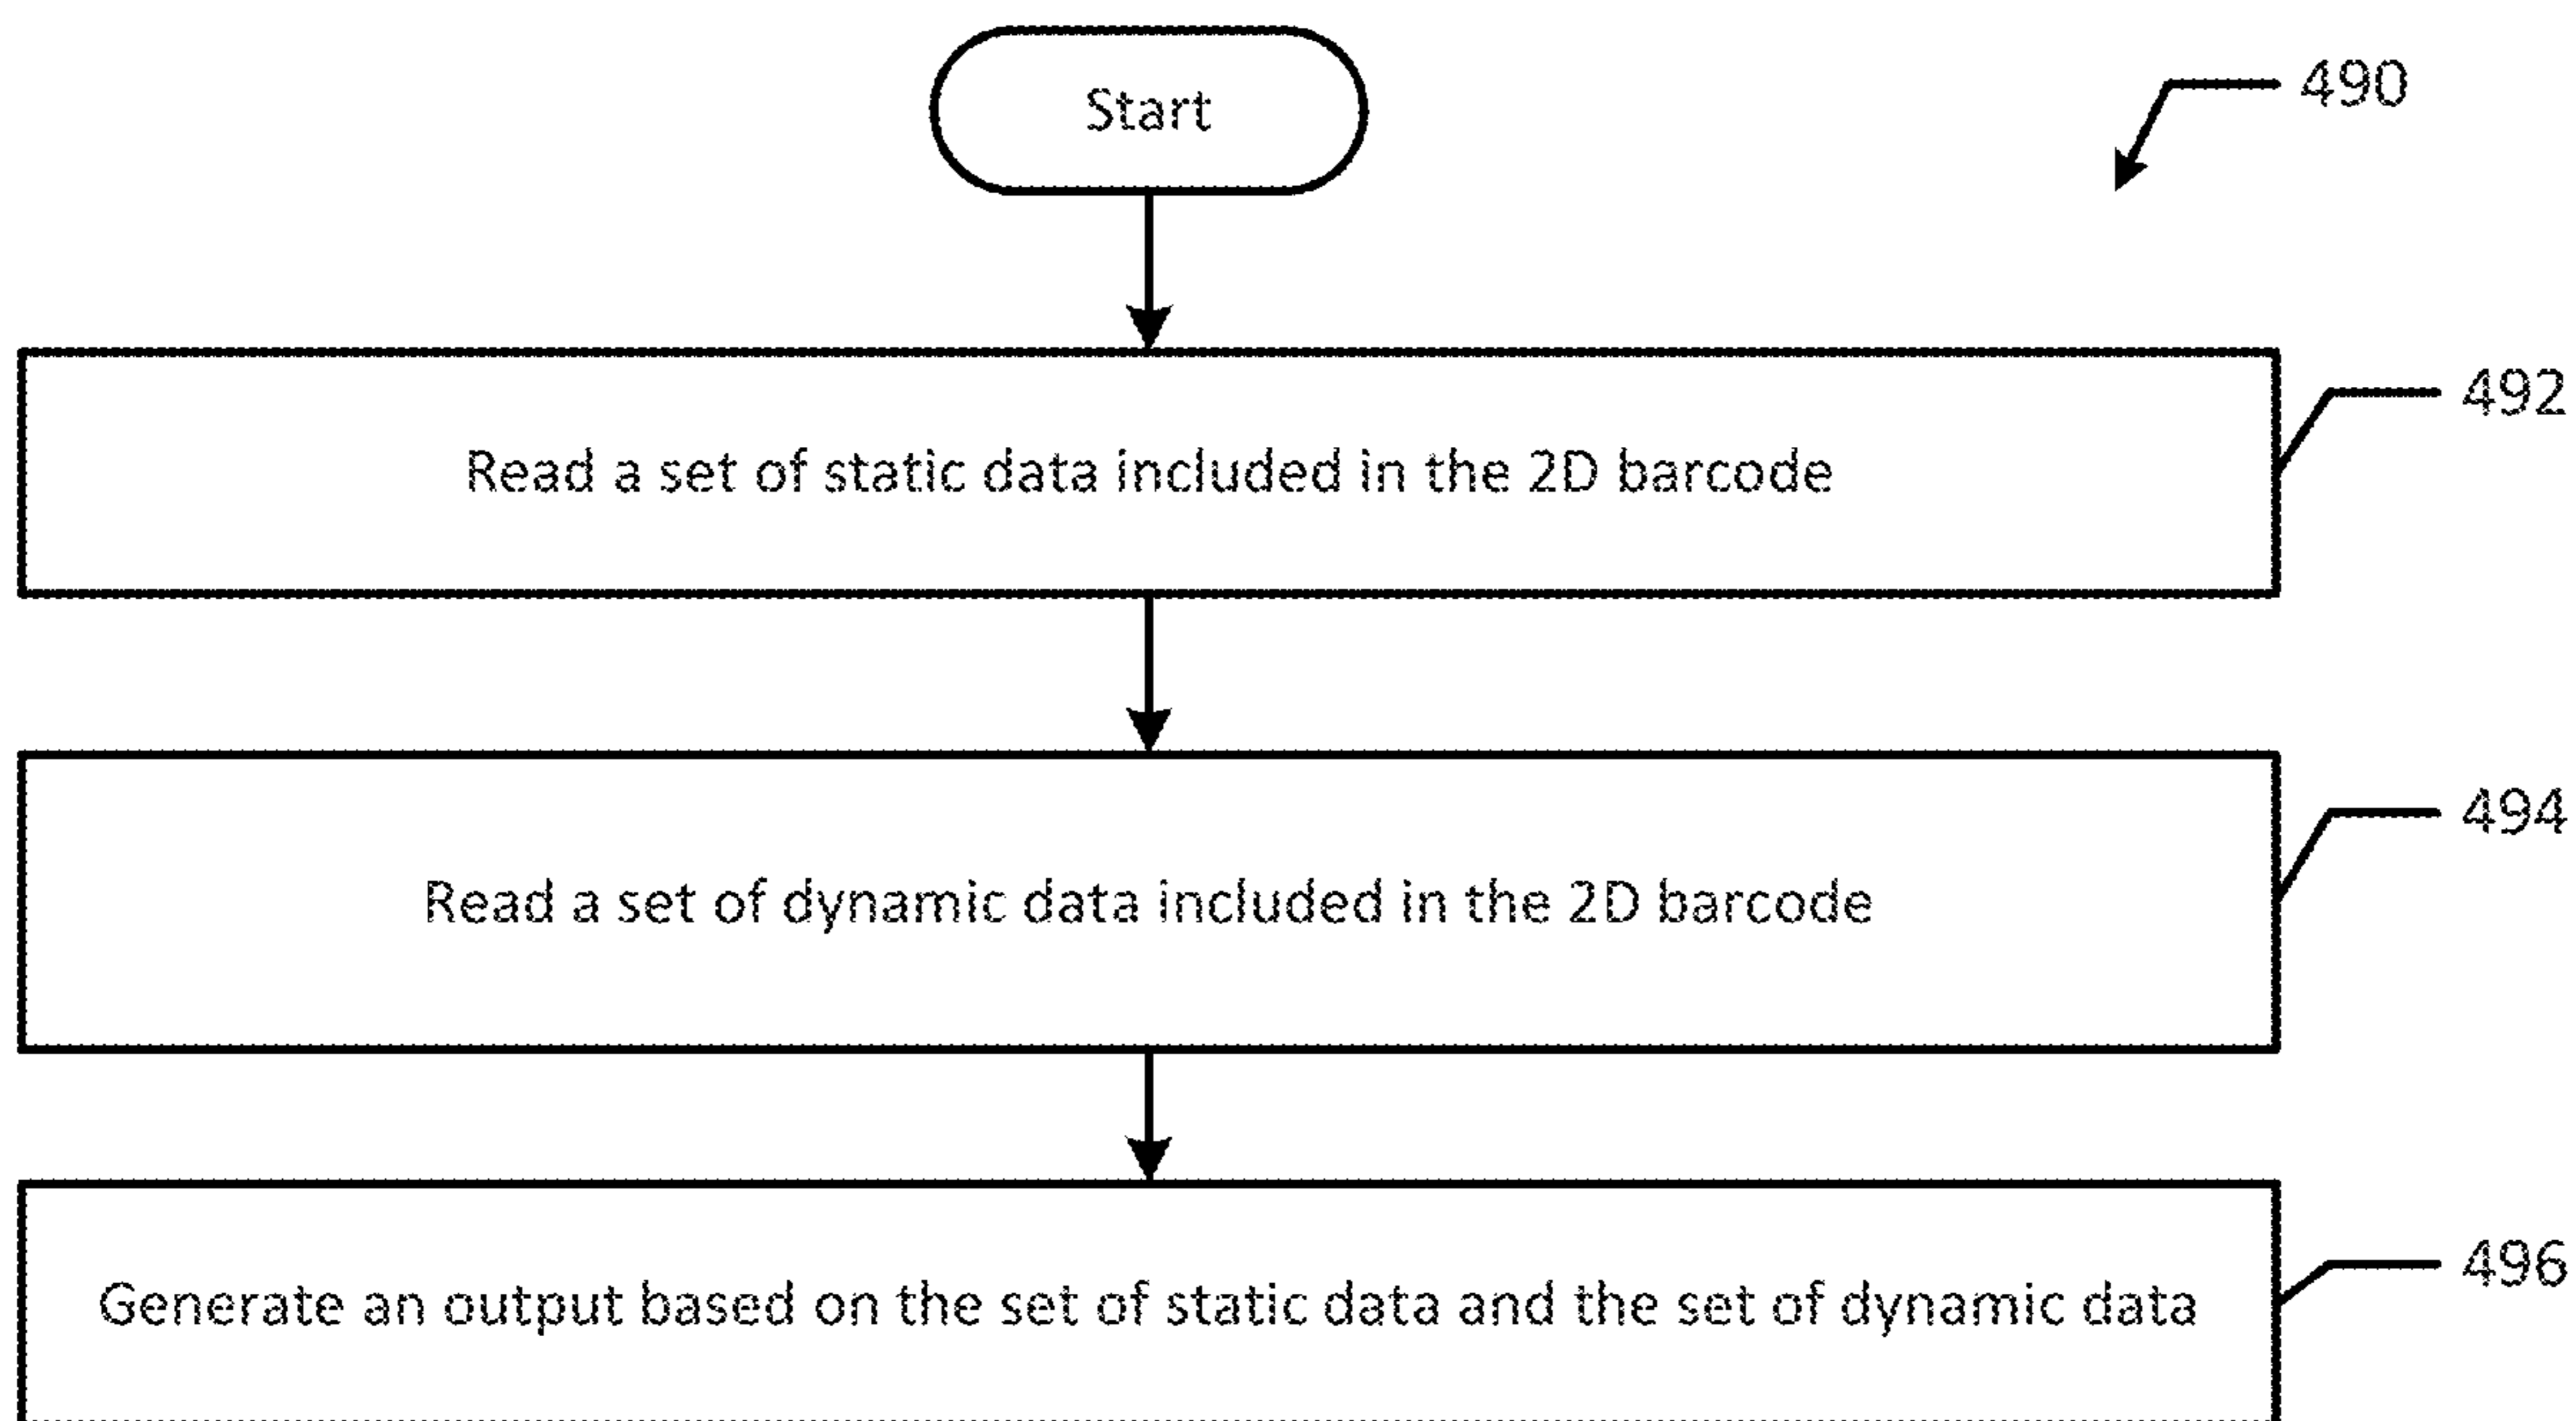 Start
490
Read a set of static data included in the 2D barcode
492
Read a set of dynamic data included in the 2D barcode
494
Generate an output based on the set of static data and the set of dynamic data
496